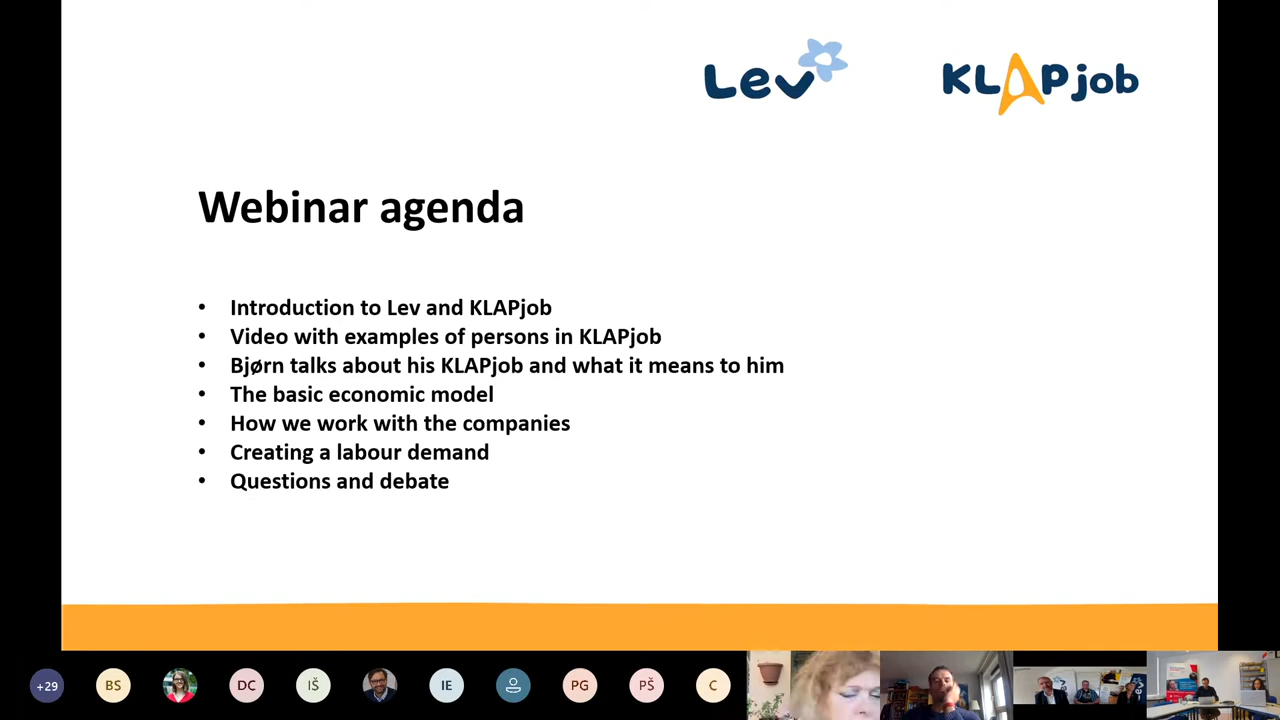 Lev
KLAPjob
Webinar agenda
• Introduction to Lev and KLAPjob
• Video with examples of persons in KLAPjob
• Bjørn talks about his KLAPjob and what it means to him
• The basic economic model
• How we work with the companies
• Creating a labour demand
• Questions and debate
+29
BS
DC
IŠ
IE
PG
PŠ
C